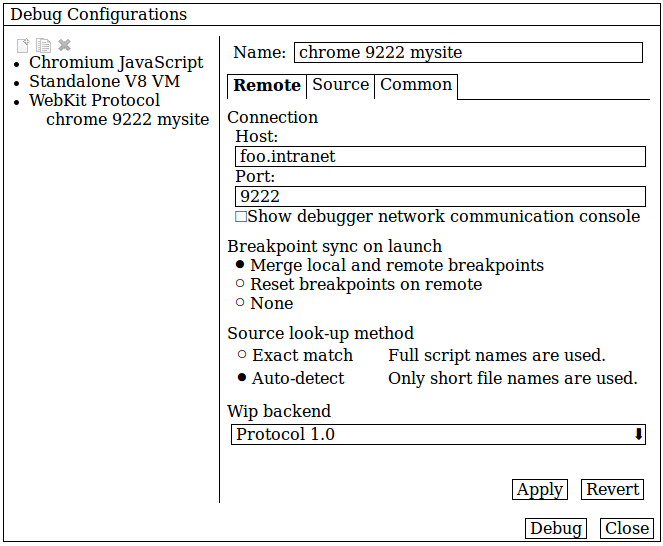 Debug Configurations
Chromium JavaScript
Standalone V8 VM
WebKit Protocol
chrome 9222 mysite
Name: chrome 9222 mysite
Remote Source Common
Connection
Host:
foo.intranet
Port:
9222
Show debugger network communication console
Breakpoint sync on launch
Merge local and remote breakpoints
Reset breakpoints on remote
None
Source look-up method
Exact match Full script names are used.
Auto-detect Only short file names are used.
Wip backend
Protocol 1.0
Apply Revert
Debug Close